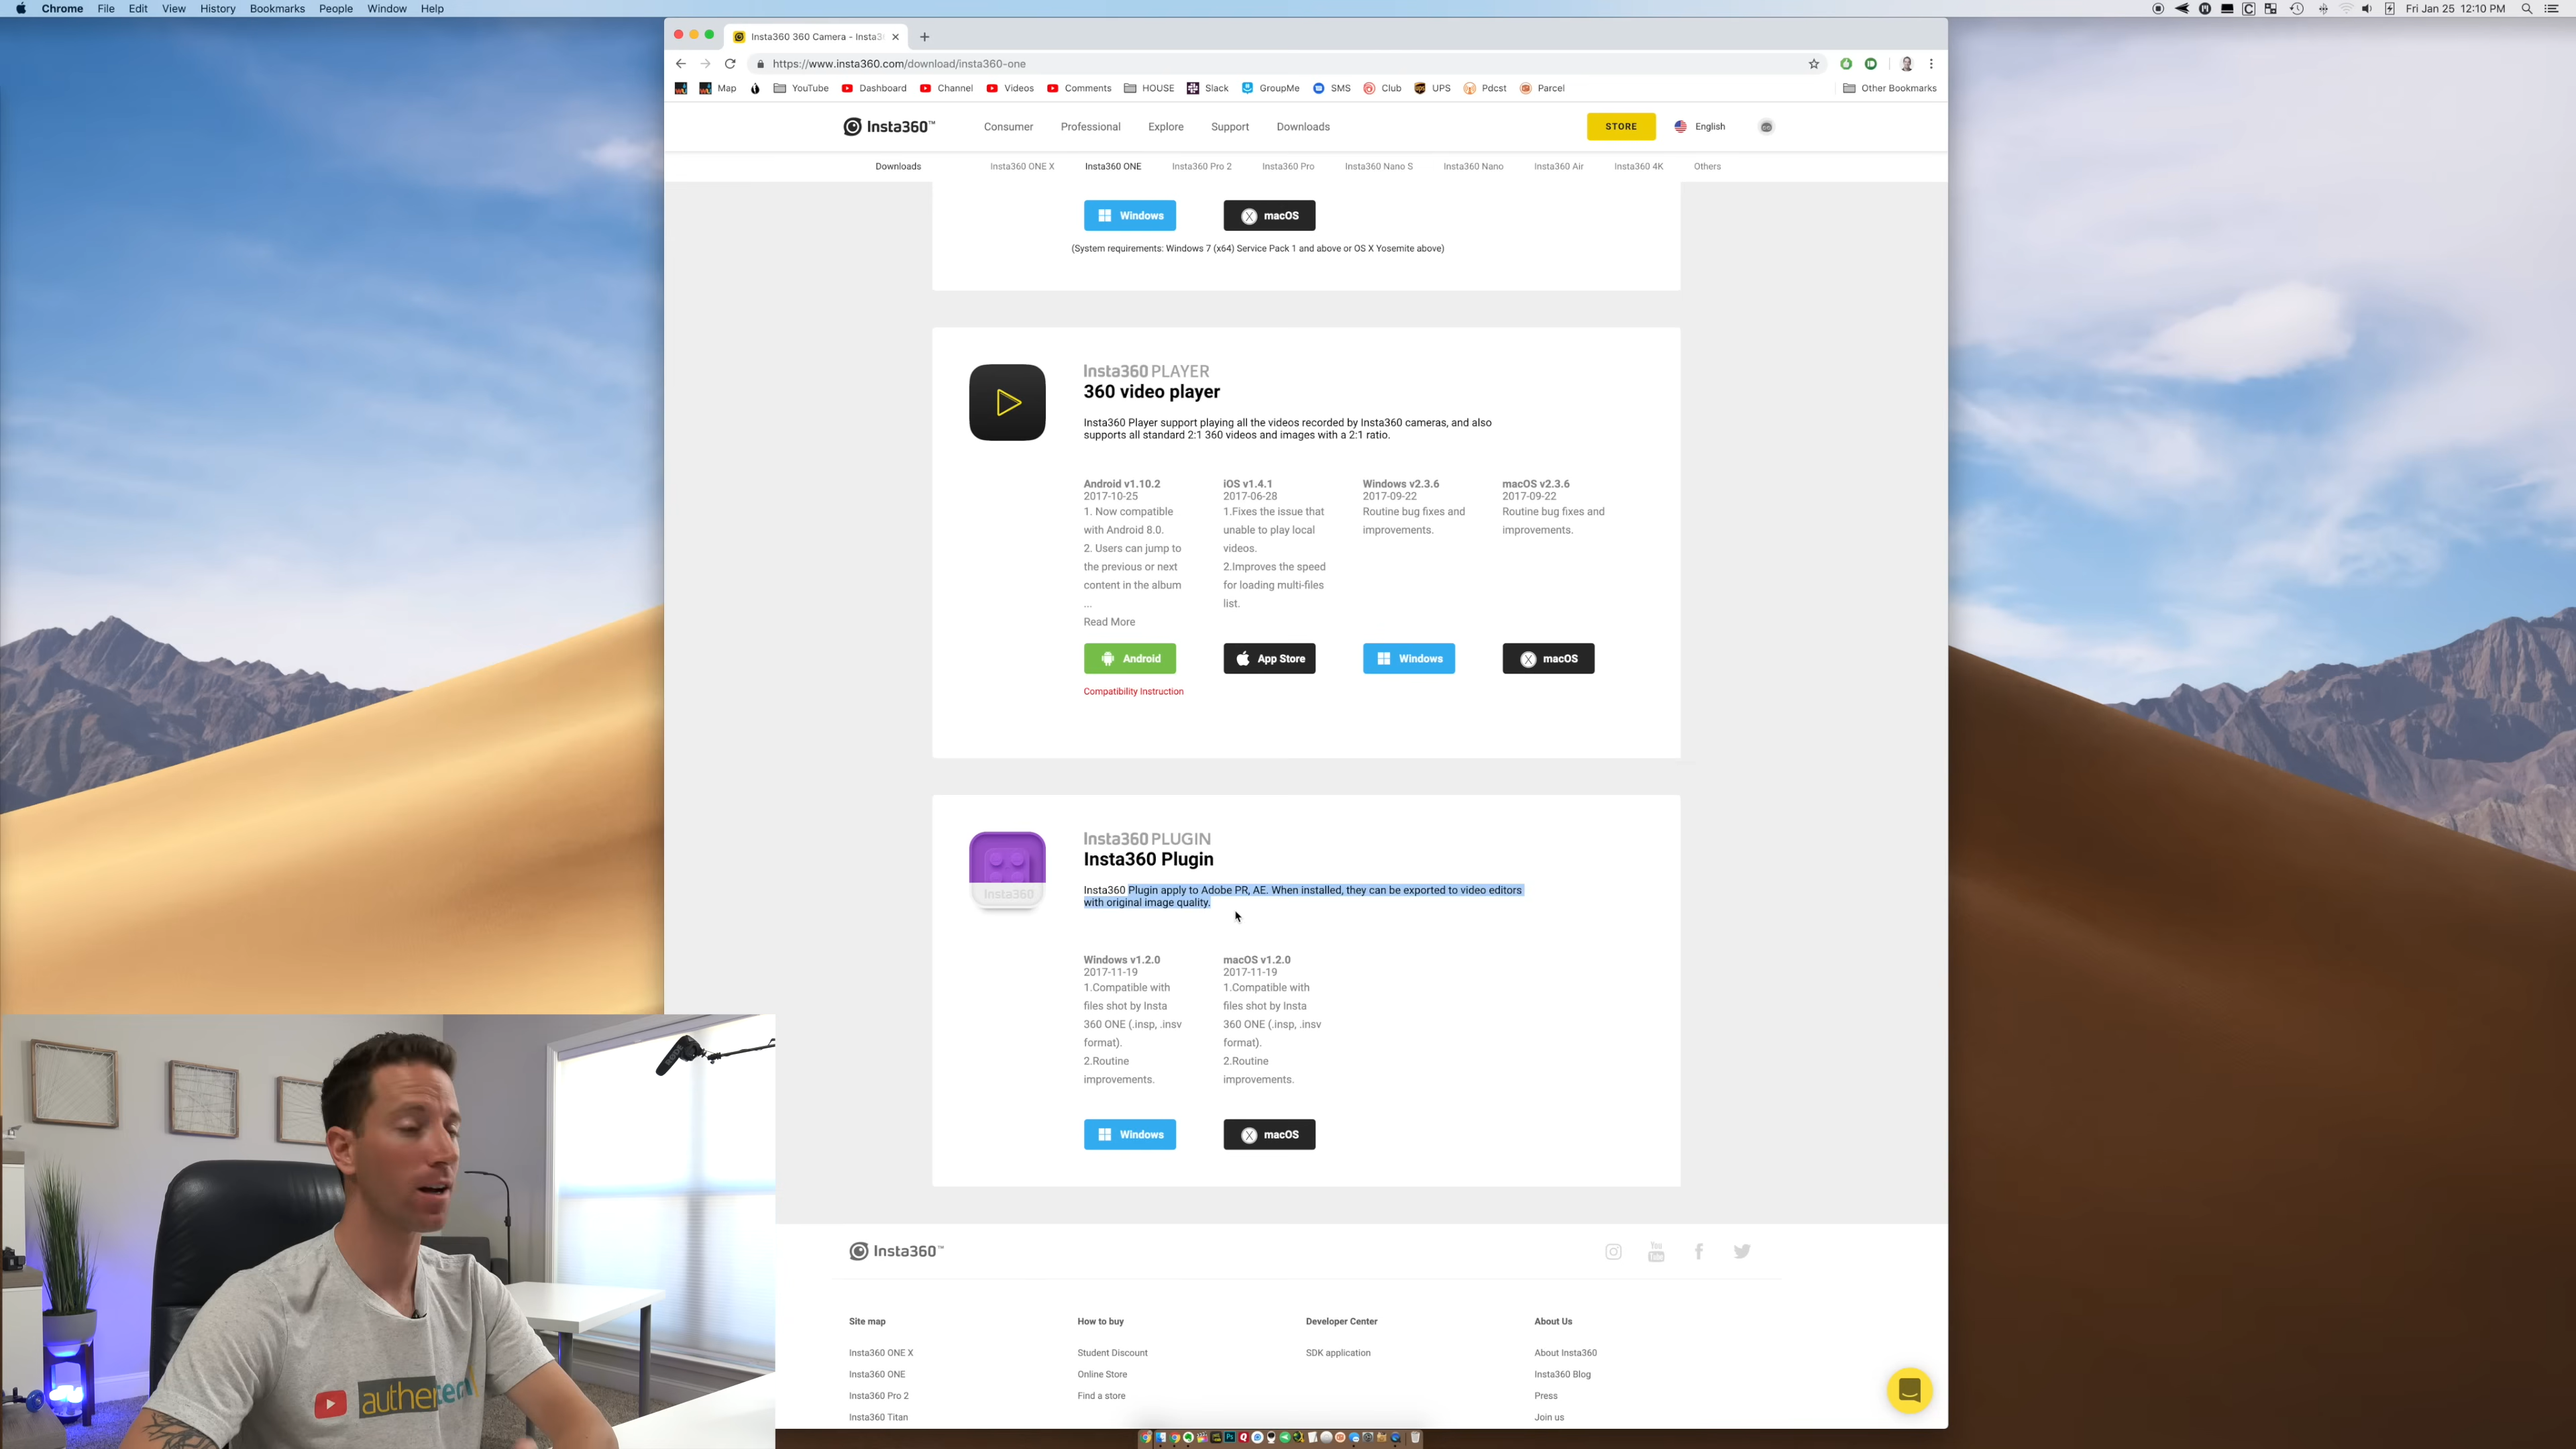 Chrome File Edit View History Bookmarks People Window Help
Fri Jan 25 12:10 PM
Insta360 360 Camera - Insta3
https://www.insta360.com/download/insta360-one
Map YouTube Dashboard Channel Videos Comments HOUSE Slack GroupMe SMS Club UPS Pdcst Parcel Other Bookmarks
Insta360™ Consumer Professional Explore Support Downloads STORE English
Downloads Insta360 ONE X Insta360 ONE Insta360 Pro 2 Insta360 Pro Insta360 Nano S Insta360 Nano Insta360 Air Insta360 4K Others
Windows macOS
(System requirements: Windows 7 (x64) Service Pack 1 and above or OS X Yosemite above)
Insta360 PLAYER
360 video player
Insta360 Player support playing all the videos recorded by Insta360 cameras, and also
supports all standard 2:1 360 videos and images with a 2:1 ratio.
Android v1.10.2
2017-10-25
1. Now compatible
with Android 8.0.
2. Users can jump to
the previous or next
content in the album
...
Read More
iOS v1.4.1
2017-06-28
1.Fixes the issue that
unable to play local
videos.
2.Improves the speed
for loading multi-files
list.
Windows v2.3.6
2017-09-22
Routine bug fixes and
improvements.
macOS v2.3.6
2017-09-22
Routine bug fixes and
improvements.
Android App Store Windows macOS
Compatibility Instruction
Insta360 PLUGIN
Insta360 Plugin
Insta360
Insta360 Plugin apply to Adobe PR, AE. When installed, they can be exported to video editors
with original image quality.
Windows v1.2.0
2017-11-19
1.Compatible with
files shot by Insta
360 ONE (.insp, .insv
format).
2.Routine
improvements.
macOS v1.2.0
2017-11-19
1.Compatible with
files shot by Insta
360 ONE (.insp, .insv
format).
2.Routine
improvements.
Windows macOS
Insta360™
You
Tube
Site map
Insta360 ONE X
Insta360 ONE
Insta360 Pro 2
Insta360 Titan
How to buy
Student Discount
Online Store
Find a store
Developer Center
SDK application
About Us
About Insta360
Insta360 Blog
Press
Join us